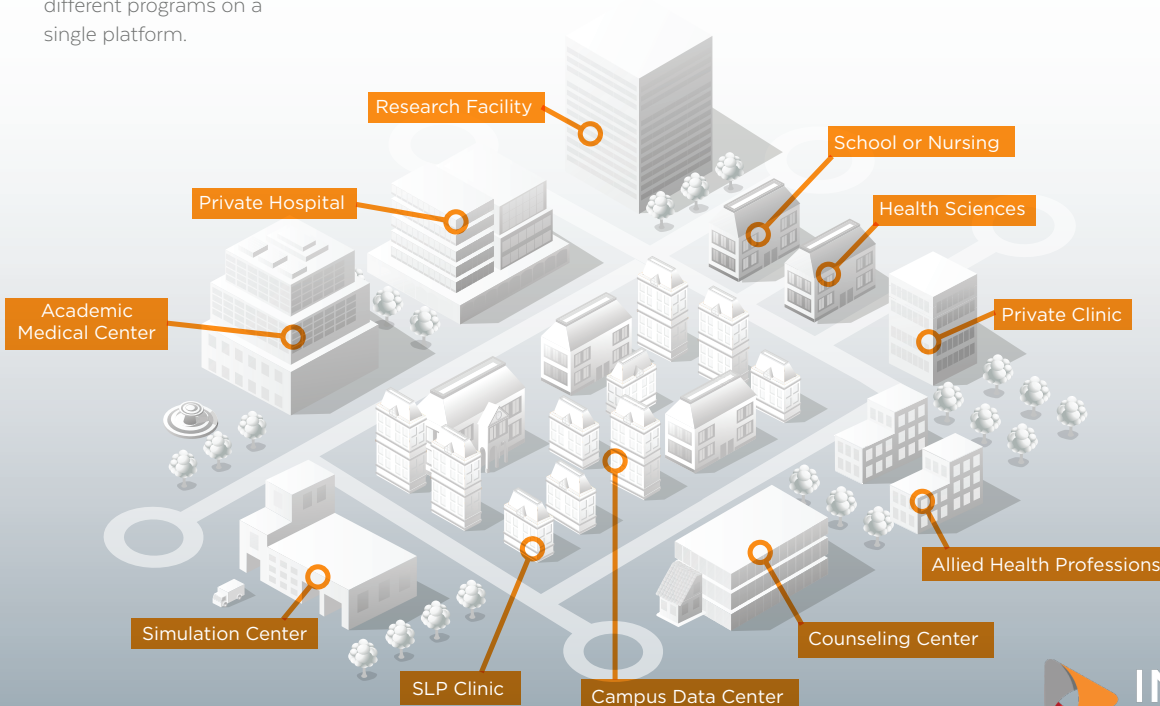 different programs on a
single platform.
Research Facility
School or Nursing
Private Hospital
Health Sciences
Academic
Medical Center
Private Clinic
Allied Health Professions
Simulation Center
Counseling Center
SLP Clinic
Campus Data Center